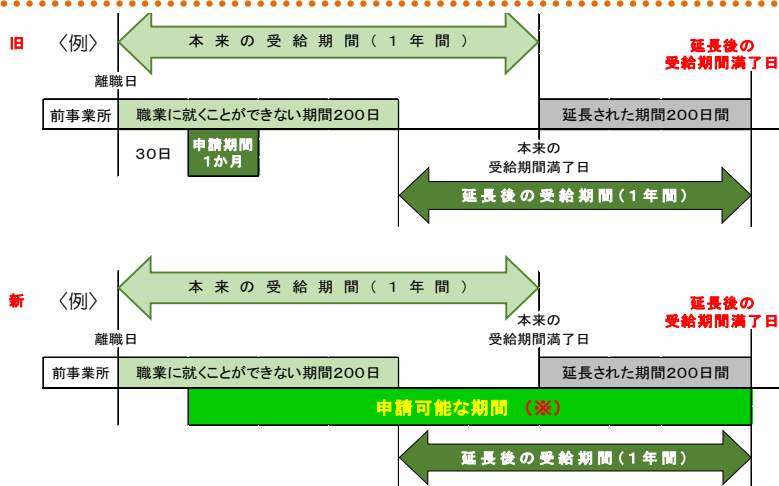 旧
〈例〉
本来の受給期間(1年間)
延長後の
受給期間満了日
離職日
前事業所
職業に就くことができない期間200日
延長された期間200日間
30日
申請期間
1か月
本来の
受給期間満了日
延長後の受給期間(1年間)
新
〈例〉
本来の受給期間(1年間)
延長後の
受給期間満了日
本来の
受給期間満了日
離職日
前事業所
職業に就くことができない期間200日
延長された期間200日間
申請可能な期間 (※)
延長後の受給期間(1年間)